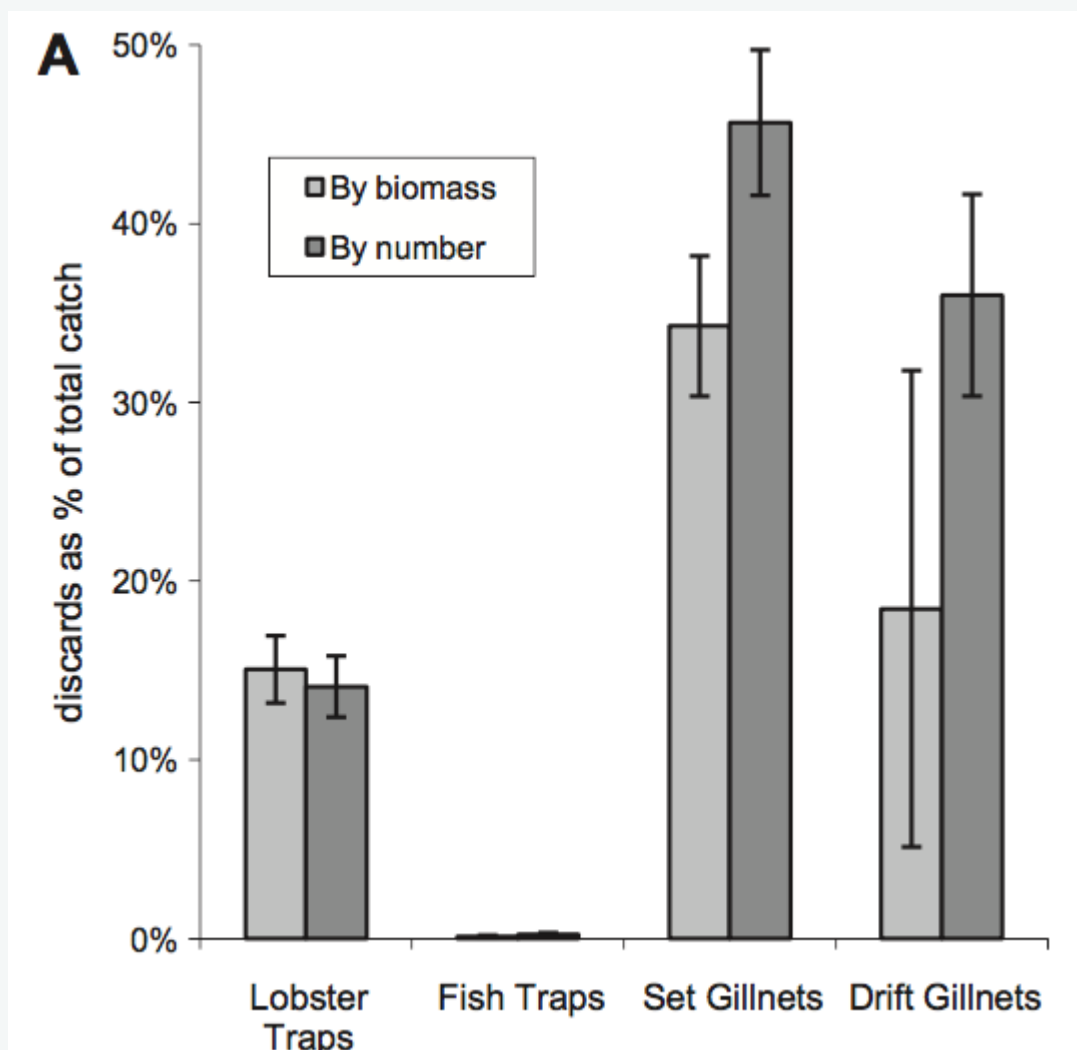 A
50%
By biomass
By number
40%
30%
20%
10%
0%
discards as % of total catch
Lobster
Traps
Fish Traps
Set Gillnets
Drift Gillnets